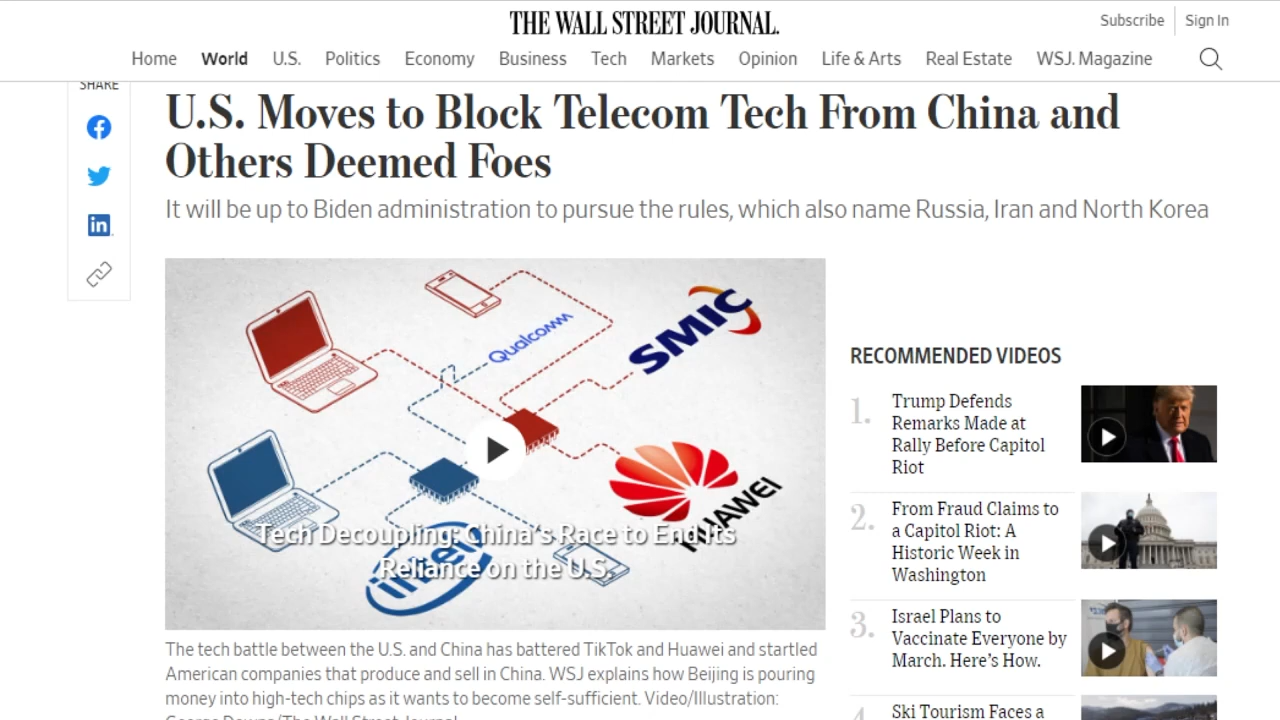 THE WALL STREET JOURNAL.
Subscribe
Sign In
Home World U.S. Politics Economy Business Tech Markets Opinion Life & Arts Real Estate WSJ. Magazine
SHARE
U.S. Moves to Block Telecom Tech From China and
Others Deemed Foes
It will be up to Biden administration to pursue the rules, which also name Russia, Iran and North Korea
Qualcomm
SMIC
HUAWEI
intel
Tech Decoupling: China's Race to End Its
Reliance on the U.S.
The tech battle between the U.S. and China has battered TikTok and Huawei and startled
American companies that produce and sell in China. WSJ explains how Beijing is pouring
money into high-tech chips as it wants to become self-sufficient. Video/Illustration:
George Downs/The Wall Street Journal
RECOMMENDED VIDEOS
1.
Trump Defends
Remarks Made at
Rally Before Capitol
Riot
2.
From Fraud Claims to
a Capitol Riot: A
Historic Week in
Washington
3.
Israel Plans to
Vaccinate Everyone by
March. Here's How.
4.
Ski Tourism Faces a